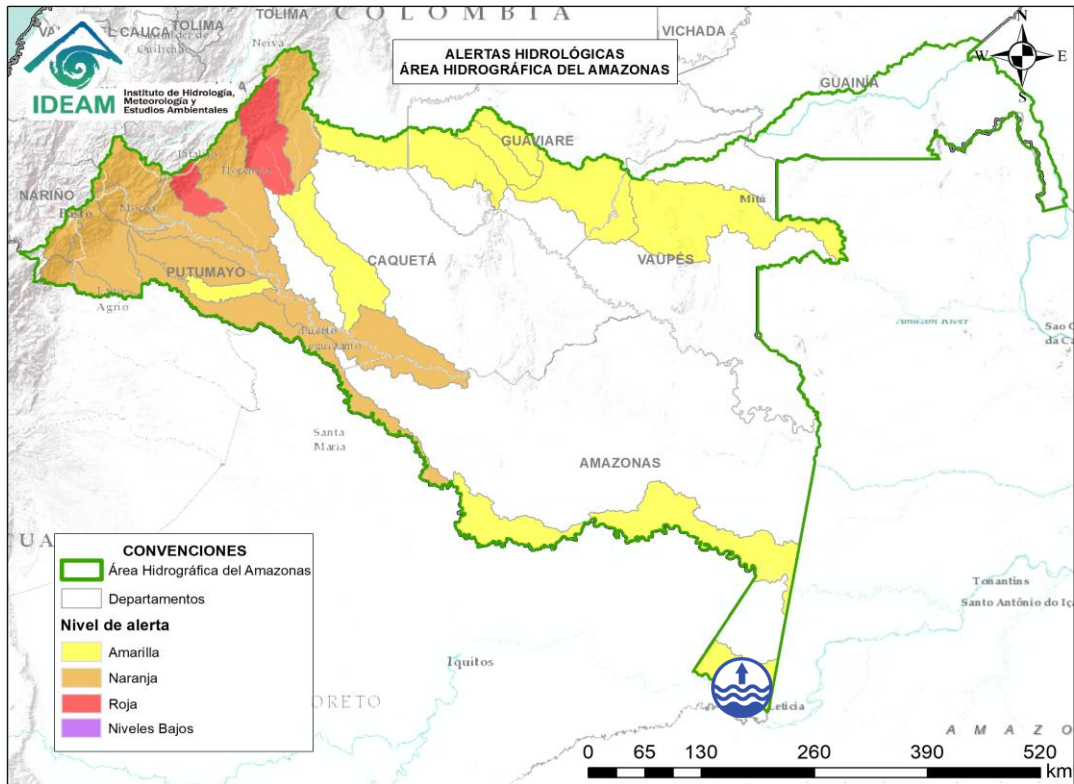 COLOMBIA
TOLIMA
CAUCA
TOLIMA
Neiva
VICHADA
ALERTAS HIDROLÓGICAS
ÁREA HIDROGRÁFICA DEL AMAZONAS
N
W
E
S
IDEAM
Instituto de Hidrología,
Meteorología y
Estudios Ambientales
GUAINÍA
GUAVIARE
NARIÑO
Pasto
Mocoa
Mitú
VAUPÉS
CAQUETÁ
PUTUMAYO
Agrio
Puerto
Amazon River
Santa
María
AMAZONAS
CONVENCIONES
Área Hidrográfica del Amazonas
Departamentos
Nivel de alerta
Amarilla
Naranja
Roja
Niveles Bajos
Tonantins
Santo Antônio do Iça
Iquitos
ORETO
Leticia
AMAZO
0 65 130 260 390 520
km